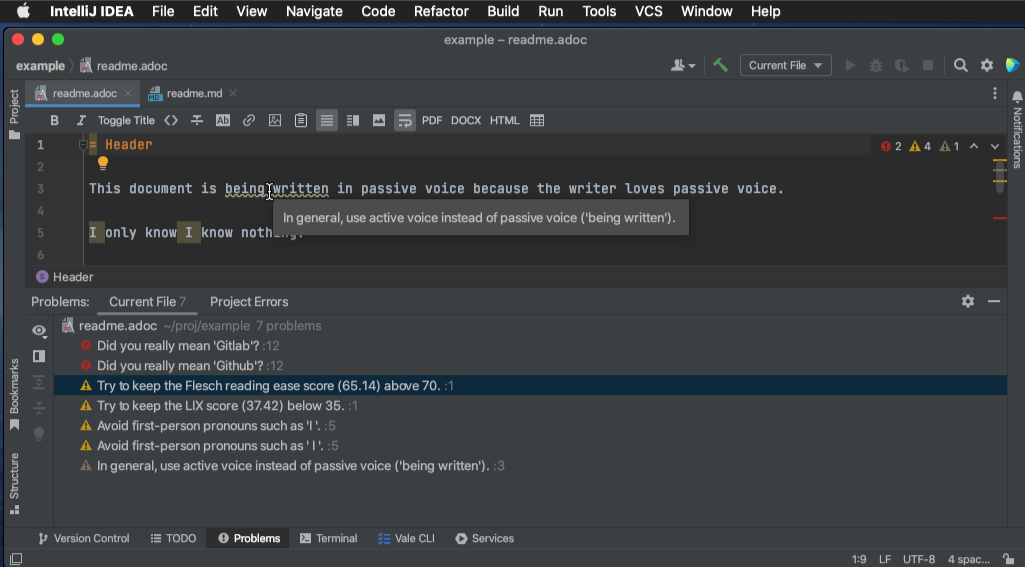 IntelliJ IDEA File Edit View Navigate Code Refactor Build Run Tools VCS Window Help
example – readme.adoc
example readme.adoc Current File
readme.adoc readme.md
B I Toggle Title Ab PDF DOCX HTML
1 = Header 2 4 1
2
3 This document is being written in passive voice because the writer loves passive voice.
4
In general, use active voice instead of passive voice ('being written').
5 I only know I know nothing.
6
Header
Problems: Current File 7 Project Errors
readme.adoc ~/proj/example 7 problems
Did you really mean 'Gitlab'? :12
Did you really mean 'Github'? :12
Try to keep the Flesch reading ease score (65.14) above 70. :1
Try to keep the LIX score (37.42) below 35. :1
Avoid first-person pronouns such as 'I '. :5
Avoid first-person pronouns such as ' I '. :5
In general, use active voice instead of passive voice ('being written'). :3
Project
Bookmarks
Structure
Notifications
Version Control TODO Problems Terminal Vale CLI Services
1:9 LF UTF-8 4 spac...